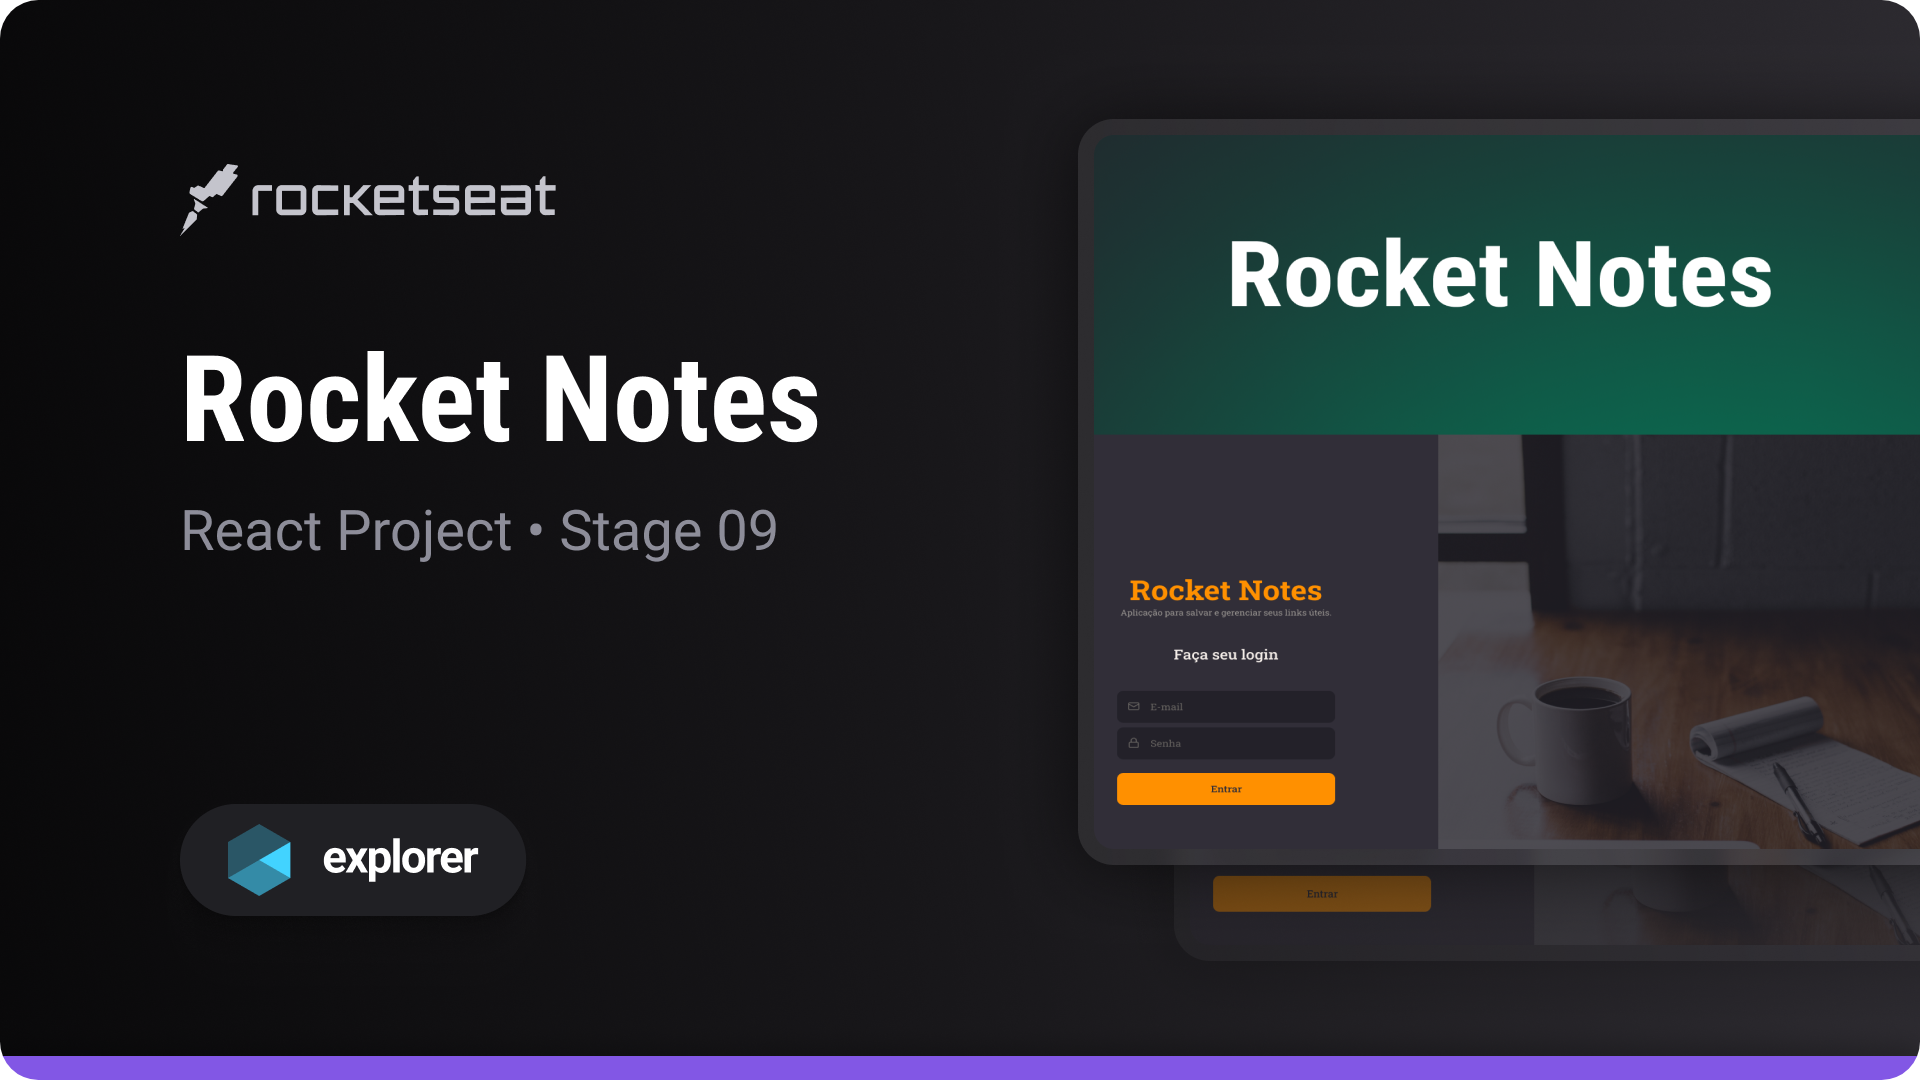 rocketseat
Rocket Notes
React Project • Stage 09
explorer
Rocket Notes
Rocket Notes
Aplicação para salvar e gerenciar seus links úteis.
Faça seu login
E-mail
Senha
Entrar
Entrar